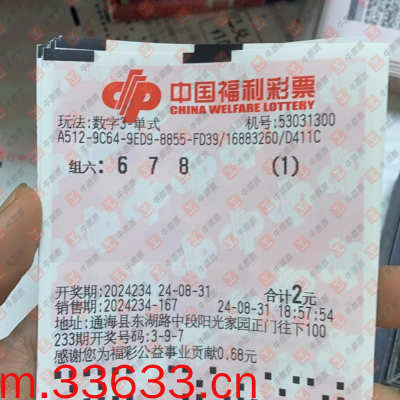 中国福利彩票
CHINA WELFARE LOTTERY
玩法:数字3-单式 机号:53031300
A512-9C64-9ED9-8855-FD39/16883260/D411C
组六: 6 7 8 (1)
开奖期:2024234 24-08-31 合计2元
销售期:2024234-167 24-08-31 18:57:54
地址:通海县东湖路中段阳光家园正门往下100
233期开奖号码:3-9-7
感谢您为福彩公益事业贡献0.68元
m.33633.cn